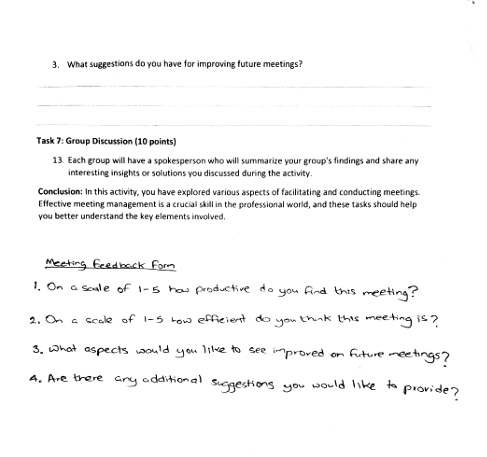 3. What suggestions do you have for improving future meetings?
Task 7: Group Discussion (10 points)
13. Each group will have a spokesperson who will summarize your group's findings and share any
interesting insights or solutions you discussed during the activity.
Conclusion: In this activity, you have explored various aspects of facilitating and conducting meetings.
Effective meeting management is a crucial skill in the professional world, and these tasks should help
you better understand the key elements involved.
Meeting Feedback Form
1. On a scale of 1-5 how productive do you find this meeting?
2. On a scale of 1-5 how efficient do you think this meeting is?
3. What aspects would you like to see improved on future meetings?
4. Are there any additional suggestions you would like to provide?